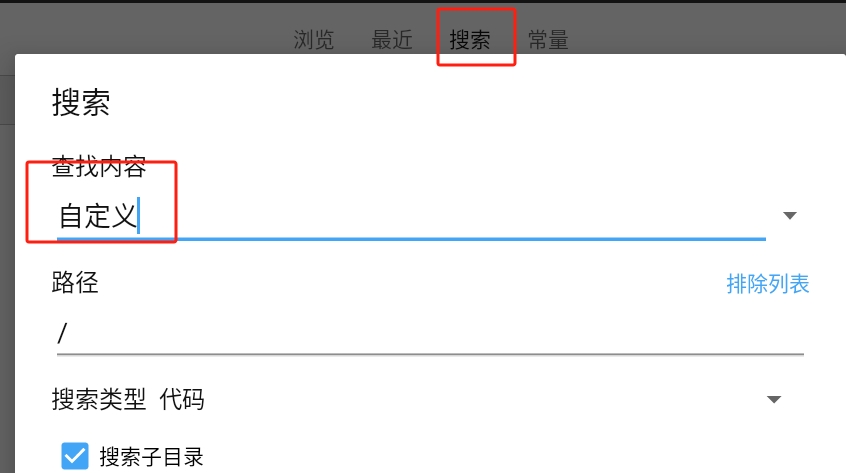 浏览 最近 搜索 常量
搜索
查找内容
自定义
路径 排除列表
/
搜索类型 代码
搜索子目录